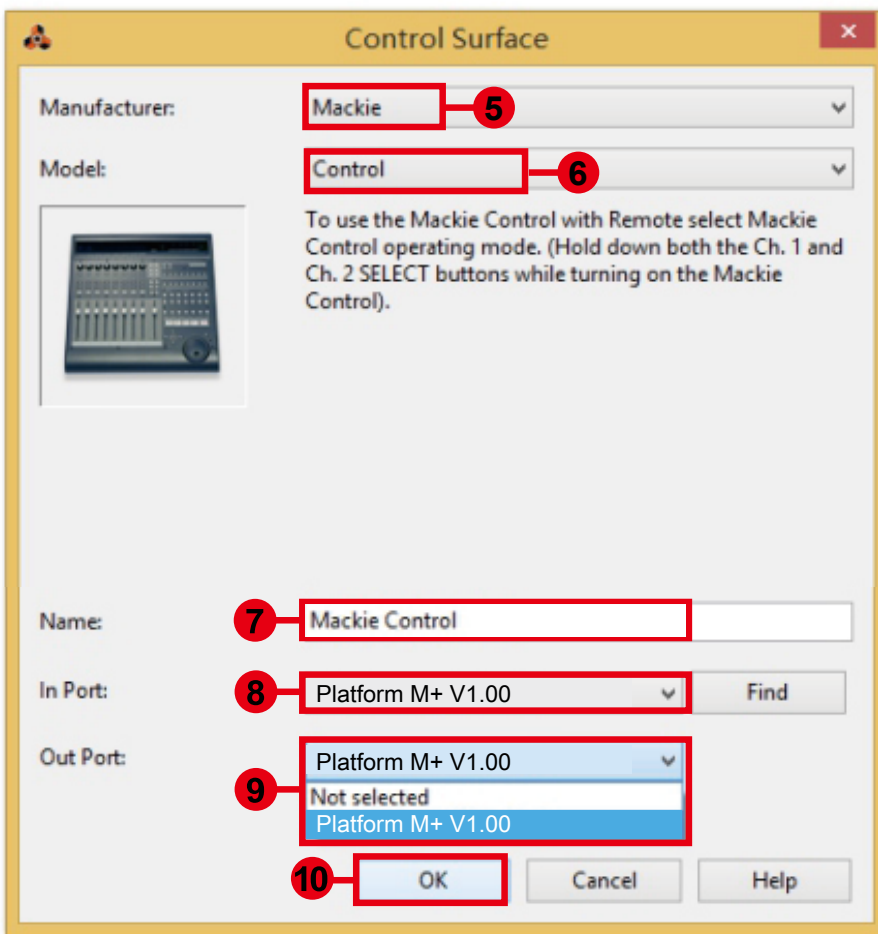 Control Surface
Manufacturer:
Mackie
5
Model:
Control
6
To use the Mackie Control with Remote select Mackie
Control operating mode. (Hold down both the Ch. 1 and
Ch. 2 SELECT buttons while turning on the Mackie
Control).
Name:
7
Mackie Control
In Port:
8
Platform M+ V1.00
Find
Out Port:
Platform M+ V1.00
9
Not selected
Platform M+ V1.00
10
OK
Cancel
Help